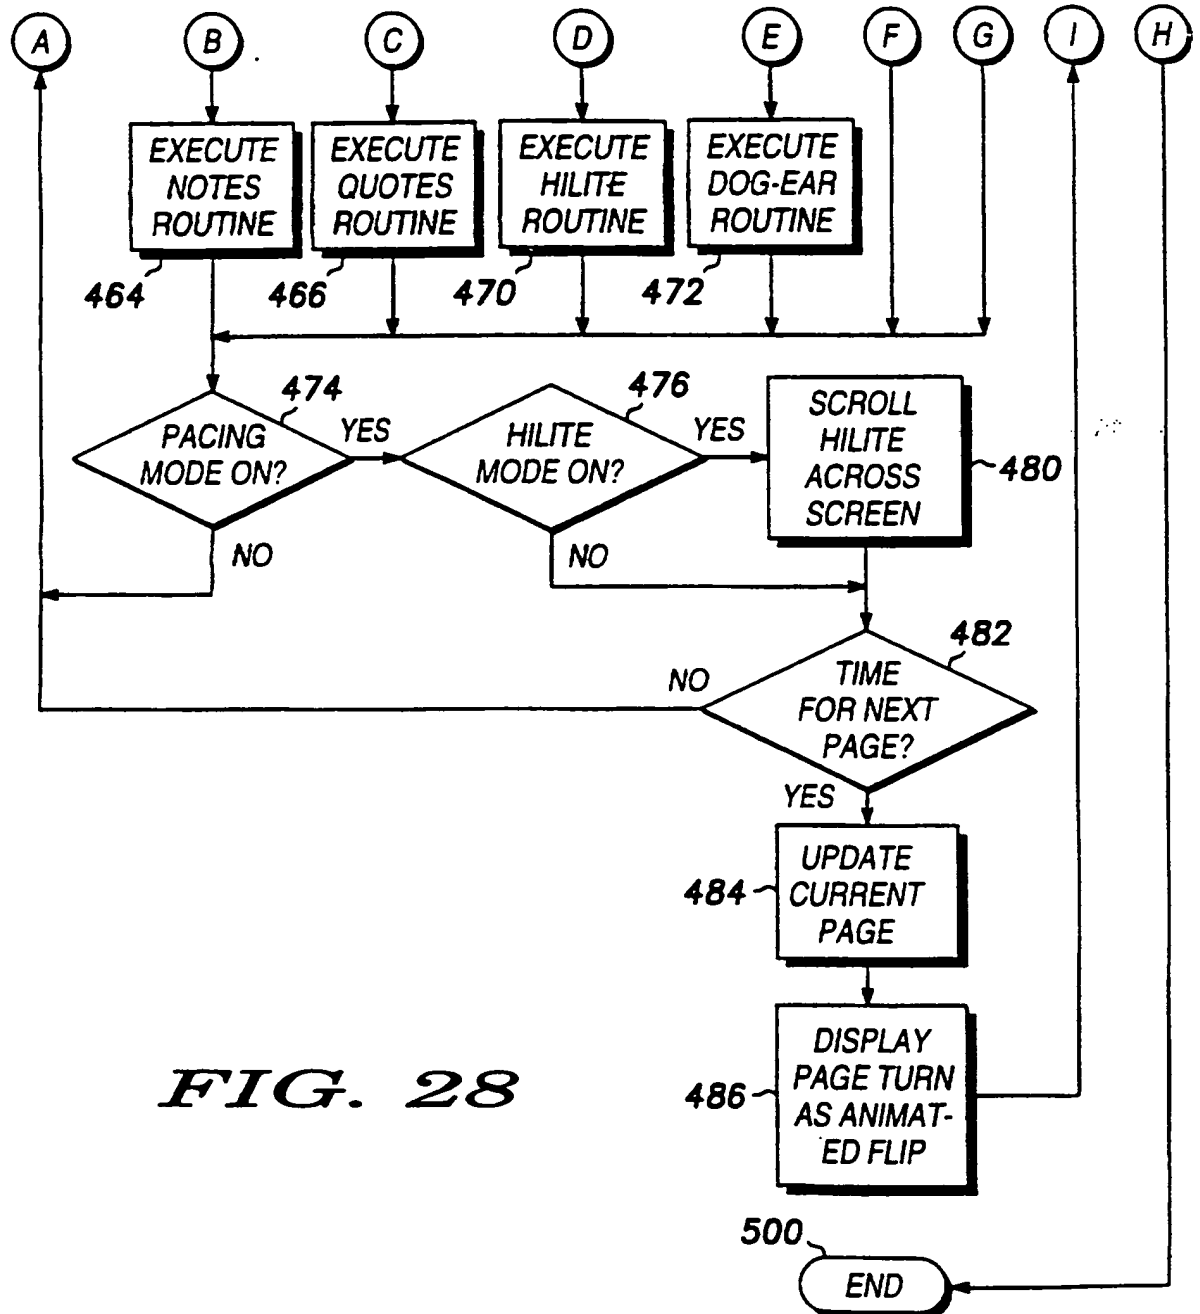 A B C D E F G I H
EXECUTE
NOTES
ROUTINE
464
EXECUTE
QUOTES
ROUTINE
466
EXECUTE
HILITE
ROUTINE
470
EXECUTE
DOG-EAR
ROUTINE
472
474
PACING
MODE ON?
YES
NO
476
HILITE
MODE ON?
YES
NO
SCROLL
HILITE
ACROSS
SCREEN
480
482
TIME
FOR NEXT
PAGE?
NO
YES
484
UPDATE
CURRENT
PAGE
486
DISPLAY
PAGE TURN
AS ANIMAT-
ED FLIP
FIG. 28
500
END